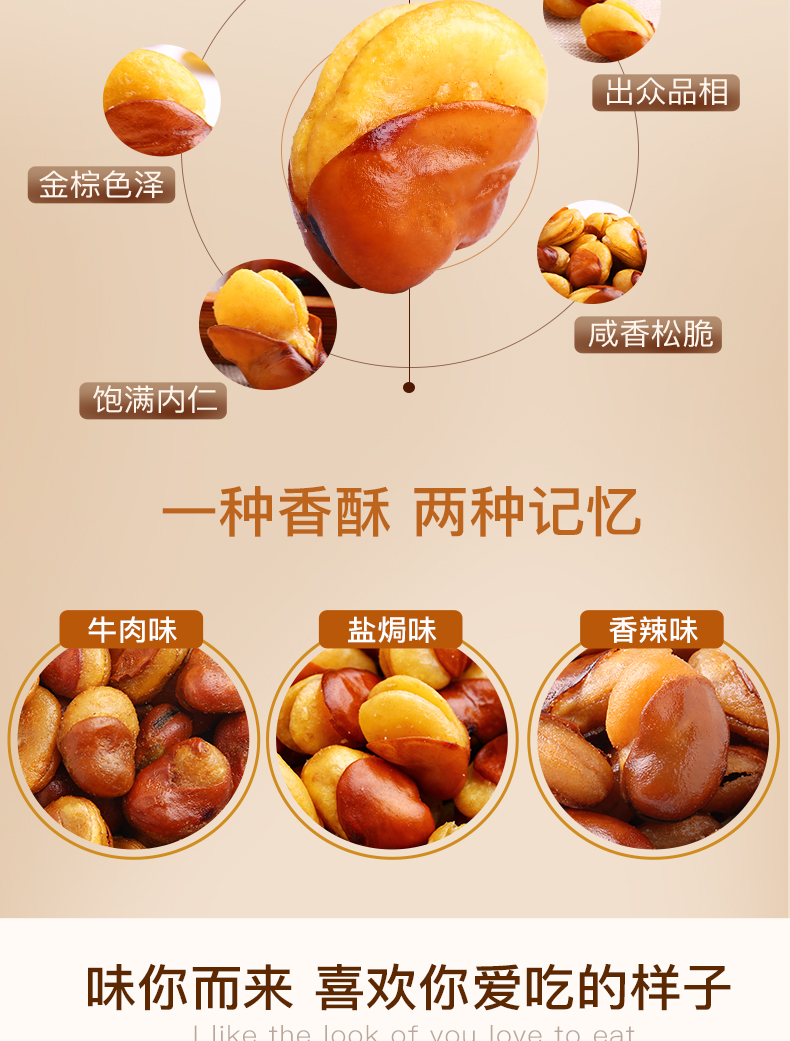 出众品相
金棕色泽
咸香松脆
饱满内仁
一种香酥 两种记忆
牛肉味 盐焗味 香辣味
味你而来 喜欢你爱吃的样子
I like the look of you love to eat